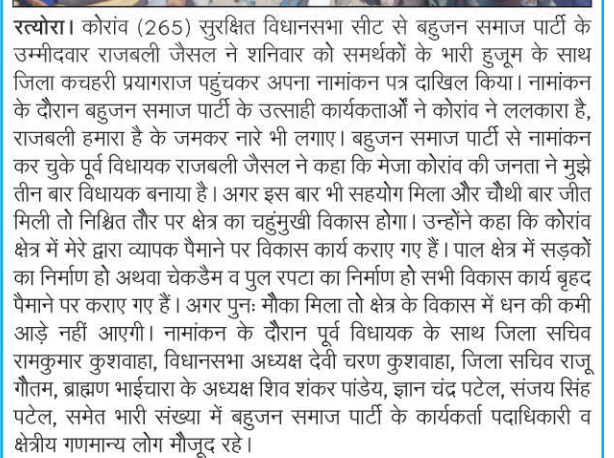 रत्योरा। कोरांव (265) सुरक्षित विधानसभा सीट से बहुजन समाज पार्टी के
उम्मीदवार राजबली जैसल ने शनिवार को समर्थकों के भारी हुजूम के साथ
जिला कचहरी प्रयागराज पहुंचकर अपना नामांकन पत्र दाखिल किया। नामांकन
के दौरान बहुजन समाज पार्टी के उत्साही कार्यकर्ताओं ने कोरांव ने ललकारा है,
राजबली हमारा है के जमकर नारे भी लगाए। बहुजन समाज पार्टी से नामांकन
कर चुके पूर्व विधायक राजबली जैसल ने कहा कि मेजा कोरांव की जनता ने मुझे
तीन बार विधायक बनाया है। अगर इस बार भी सहयोग मिला और चौथी बार जीत
मिली तो निश्चित तौर पर क्षेत्र का चहुंमुखी विकास होगा। उन्होंने कहा कि कोरांव
क्षेत्र में मेरे द्वारा व्यापक पैमाने पर विकास कार्य कराए गए हैं। पाल क्षेत्र में सड़कों
का निर्माण हो अथवा चेकडैम व पुल रपटा का निर्माण हो सभी विकास कार्य बृहद
पैमाने पर कराए गए हैं। अगर पुनः मौका मिला तो क्षेत्र के विकास में धन की कमी
आड़े नहीं आएगी। नामांकन के दौरान पूर्व विधायक के साथ जिला सचिव
रामकुमार कुशवाहा, विधानसभा अध्यक्ष देवी चरण कुशवाहा, जिला सचिव राजू
गौतम, ब्राह्मण भाईचारा के अध्यक्ष शिव शंकर पांडेय, ज्ञान चंद्र पटेल, संजय सिंह
पटेल, समेत भारी संख्या में बहुजन समाज पार्टी के कार्यकर्ता पदाधिकारी व
क्षेत्रीय गणमान्य लोग मौजूद रहे।